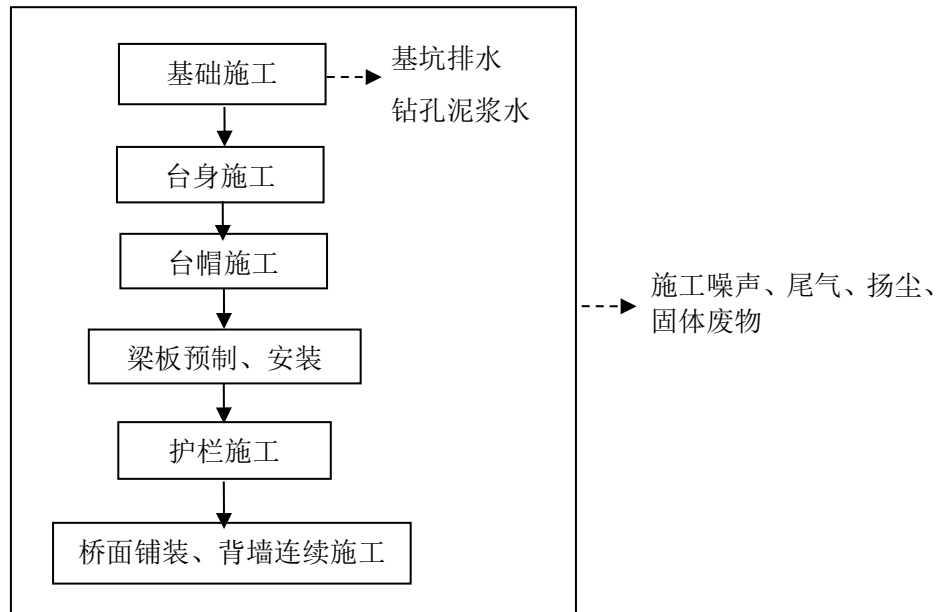 基础施工
基坑排水
钻孔泥浆水
台身施工
台帽施工
梁板预制、安装
护栏施工
桥面铺装、背墙连续施工
施工噪声、尾气、扬尘、
固体废物